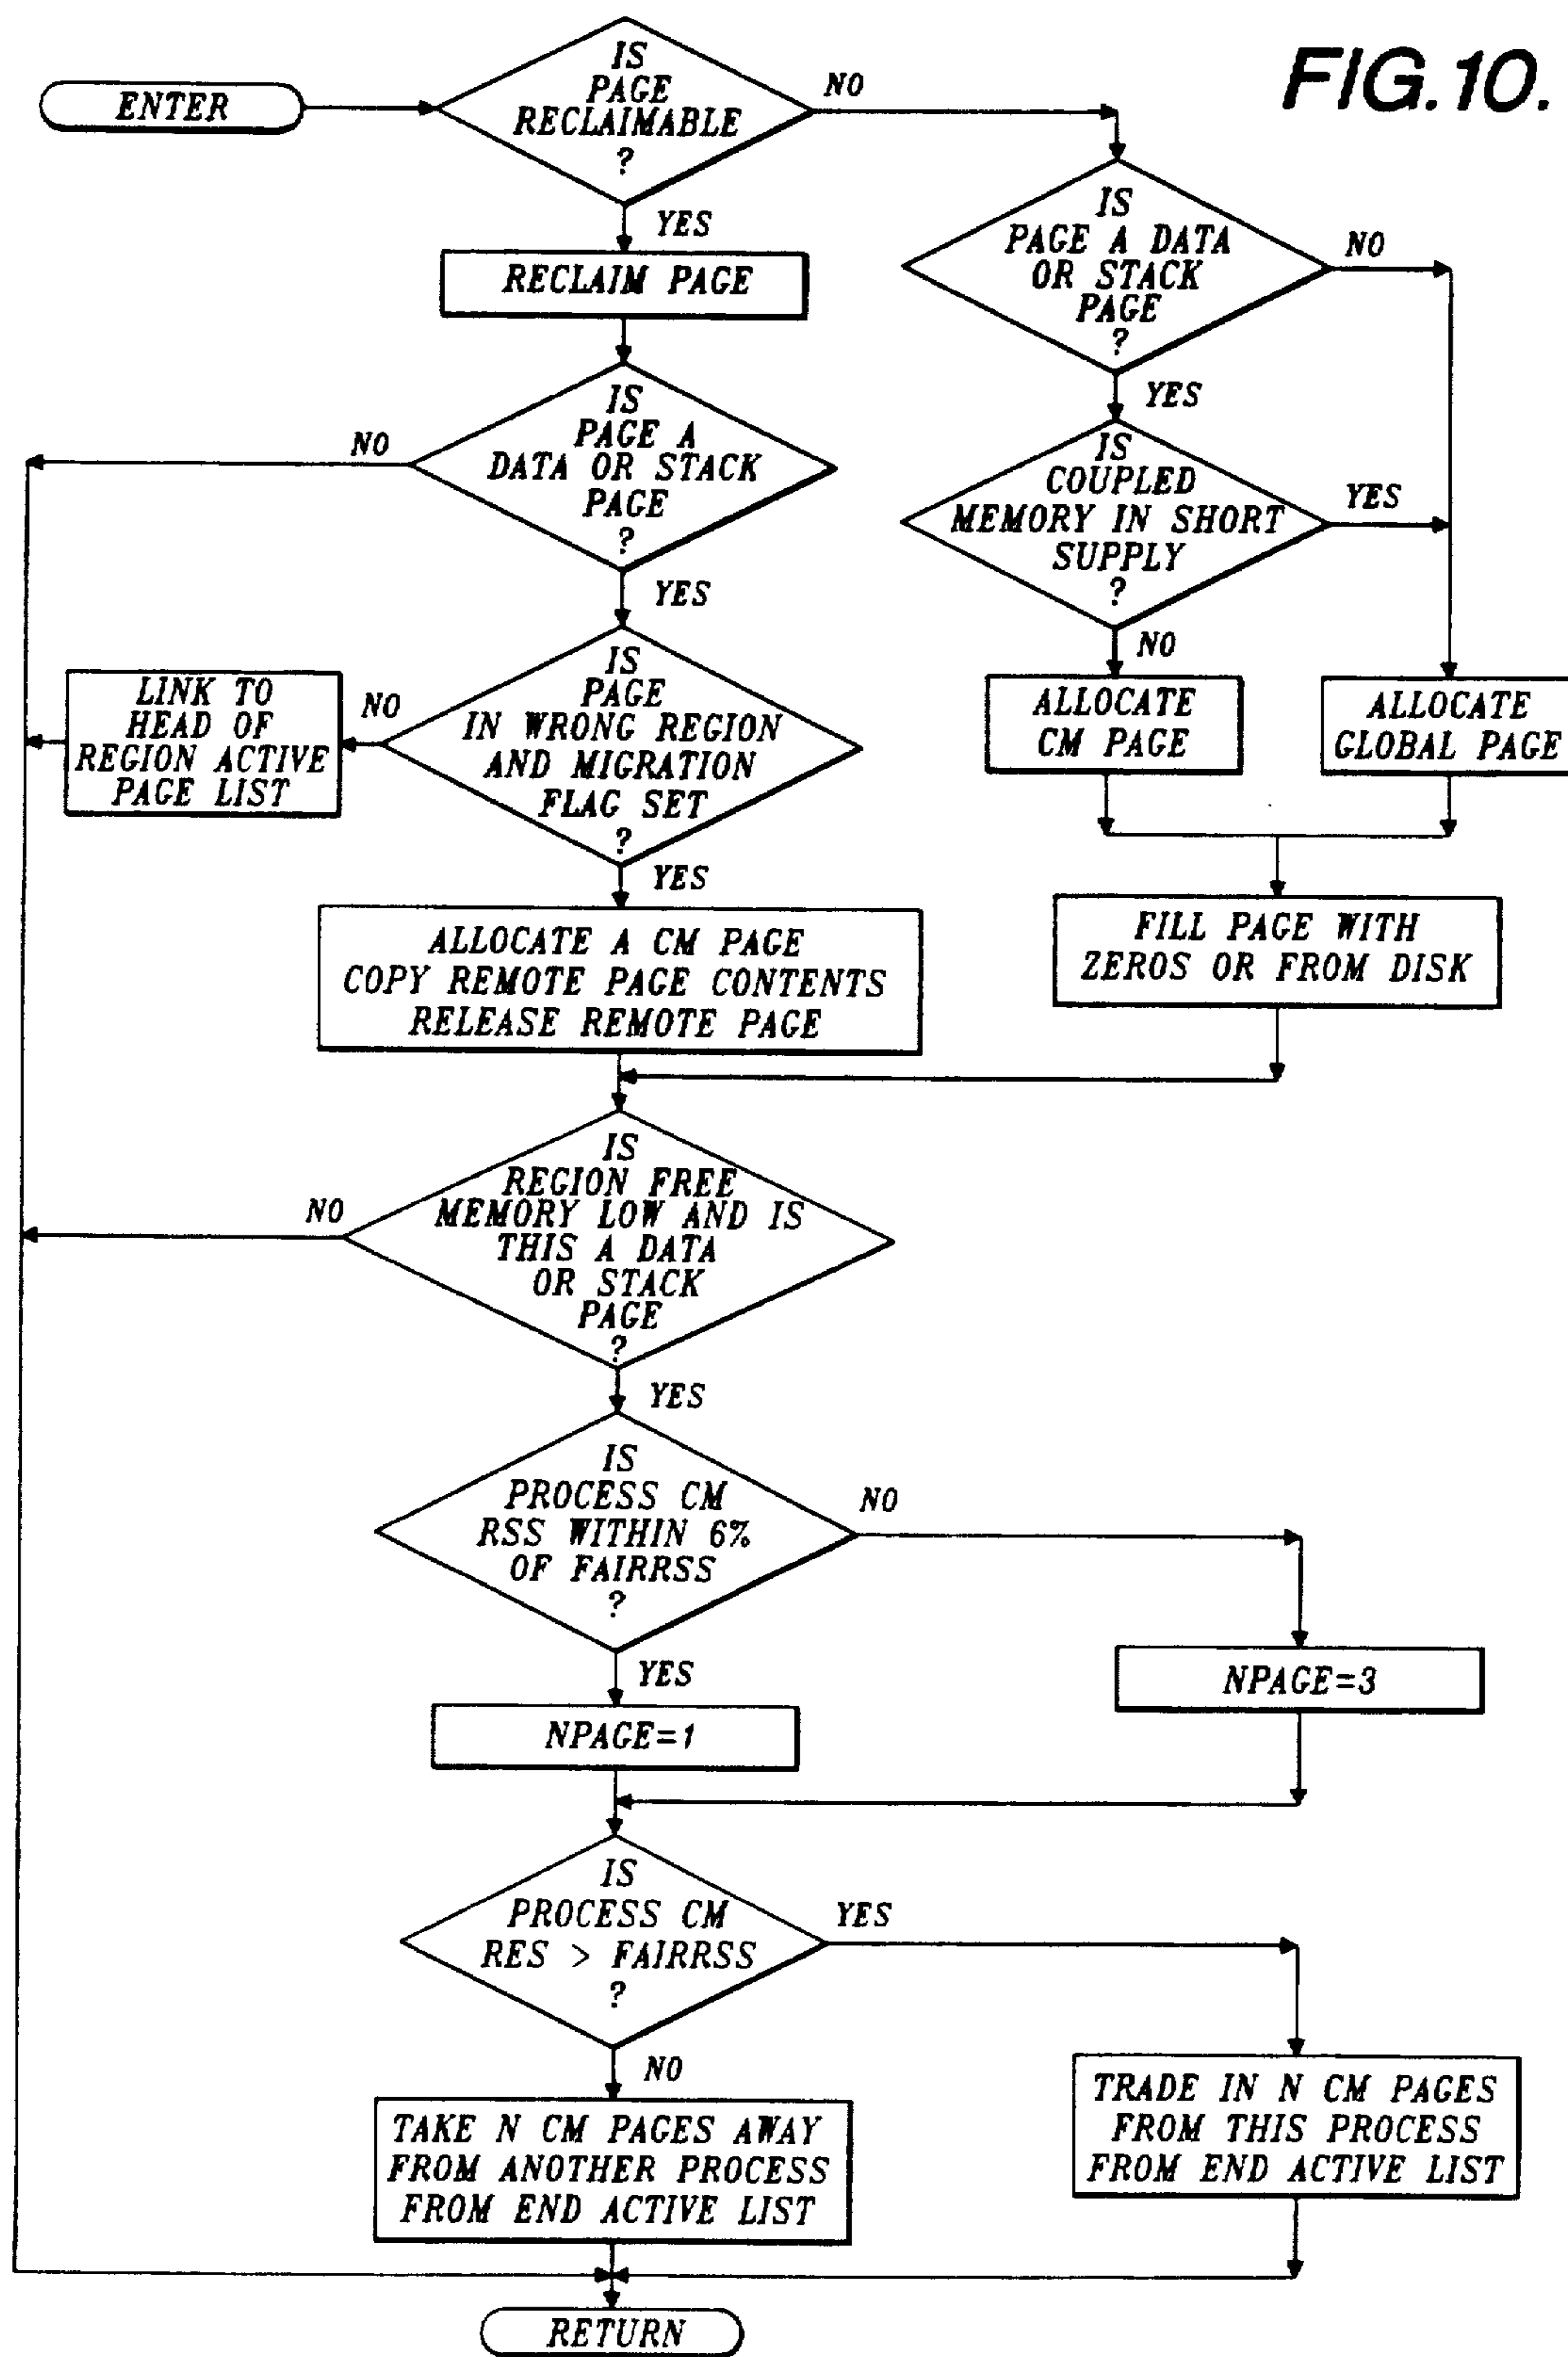 FIG.10.
ENTER
IS
PAGE
RECLAIMABLE
?
NO
YES
RECLAIM PAGE
IS
PAGE A DATA
OR STACK
PAGE
?
NO
YES
IS
PAGE A
DATA OR STACK
PAGE
?
NO
YES
IS
COUPLED
MEMORY IN SHORT
SUPPLY
?
YES
NO
IS
PAGE
IN WRONG REGION
AND MIGRATION
FLAG SET
?
NO
YES
LINK TO
HEAD OF
REGION ACTIVE
PAGE LIST
ALLOCATE
CM PAGE
ALLOCATE
GLOBAL PAGE
ALLOCATE A CM PAGE
COPY REMOTE PAGE CONTENTS
RELEASE REMOTE PAGE
FILL PAGE WITH
ZEROS OR FROM DISK
IS
REGION FREE
MEMORY LOW AND IS
THIS A DATA
OR STACK
PAGE
?
NO
YES
IS
PROCESS CM
RSS WITHIN 6%
OF FAIRRSS
?
NO
YES
NPAGE=3
NPAGE=1
IS
PROCESS CM
RES > FAIRRSS
?
YES
NO
TAKE N CM PAGES AWAY
FROM ANOTHER PROCESS
FROM END ACTIVE LIST
TRADE IN N CM PAGES
FROM THIS PROCESS
FROM END ACTIVE LIST
RETURN